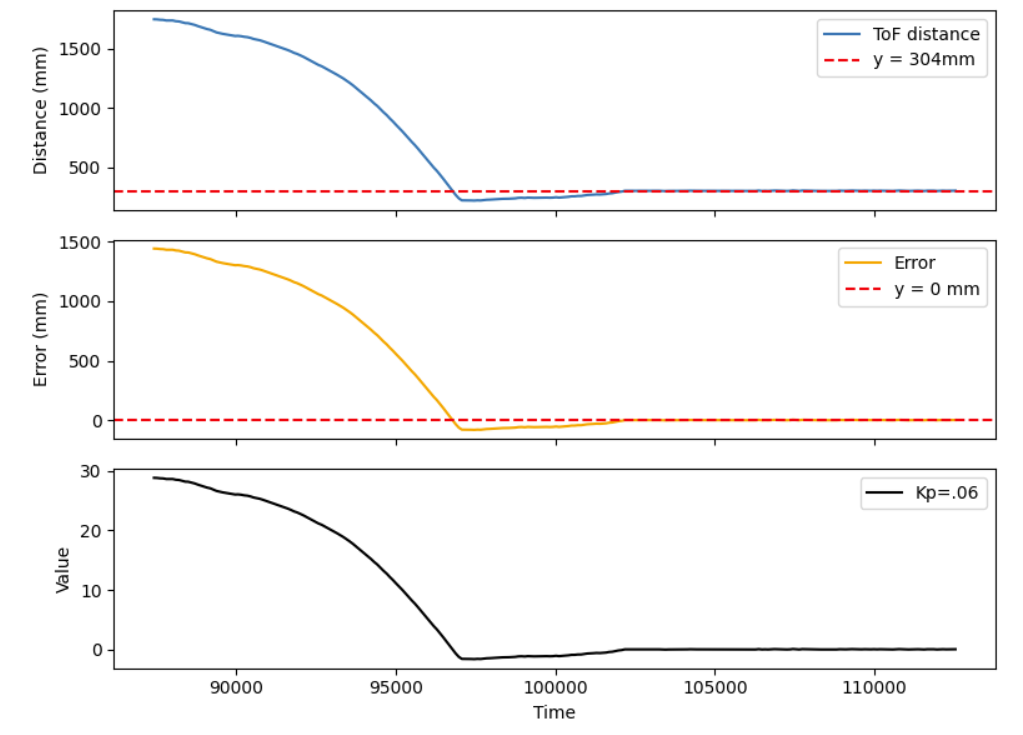 Distance (mm)
1500
1000
500
ToF distance
y = 304mm
Error (mm)
1500
1000
500
0
Error
y = 0 mm
Value
30
20
10
0
Kp=.06
90000 95000 100000 105000 110000
Time